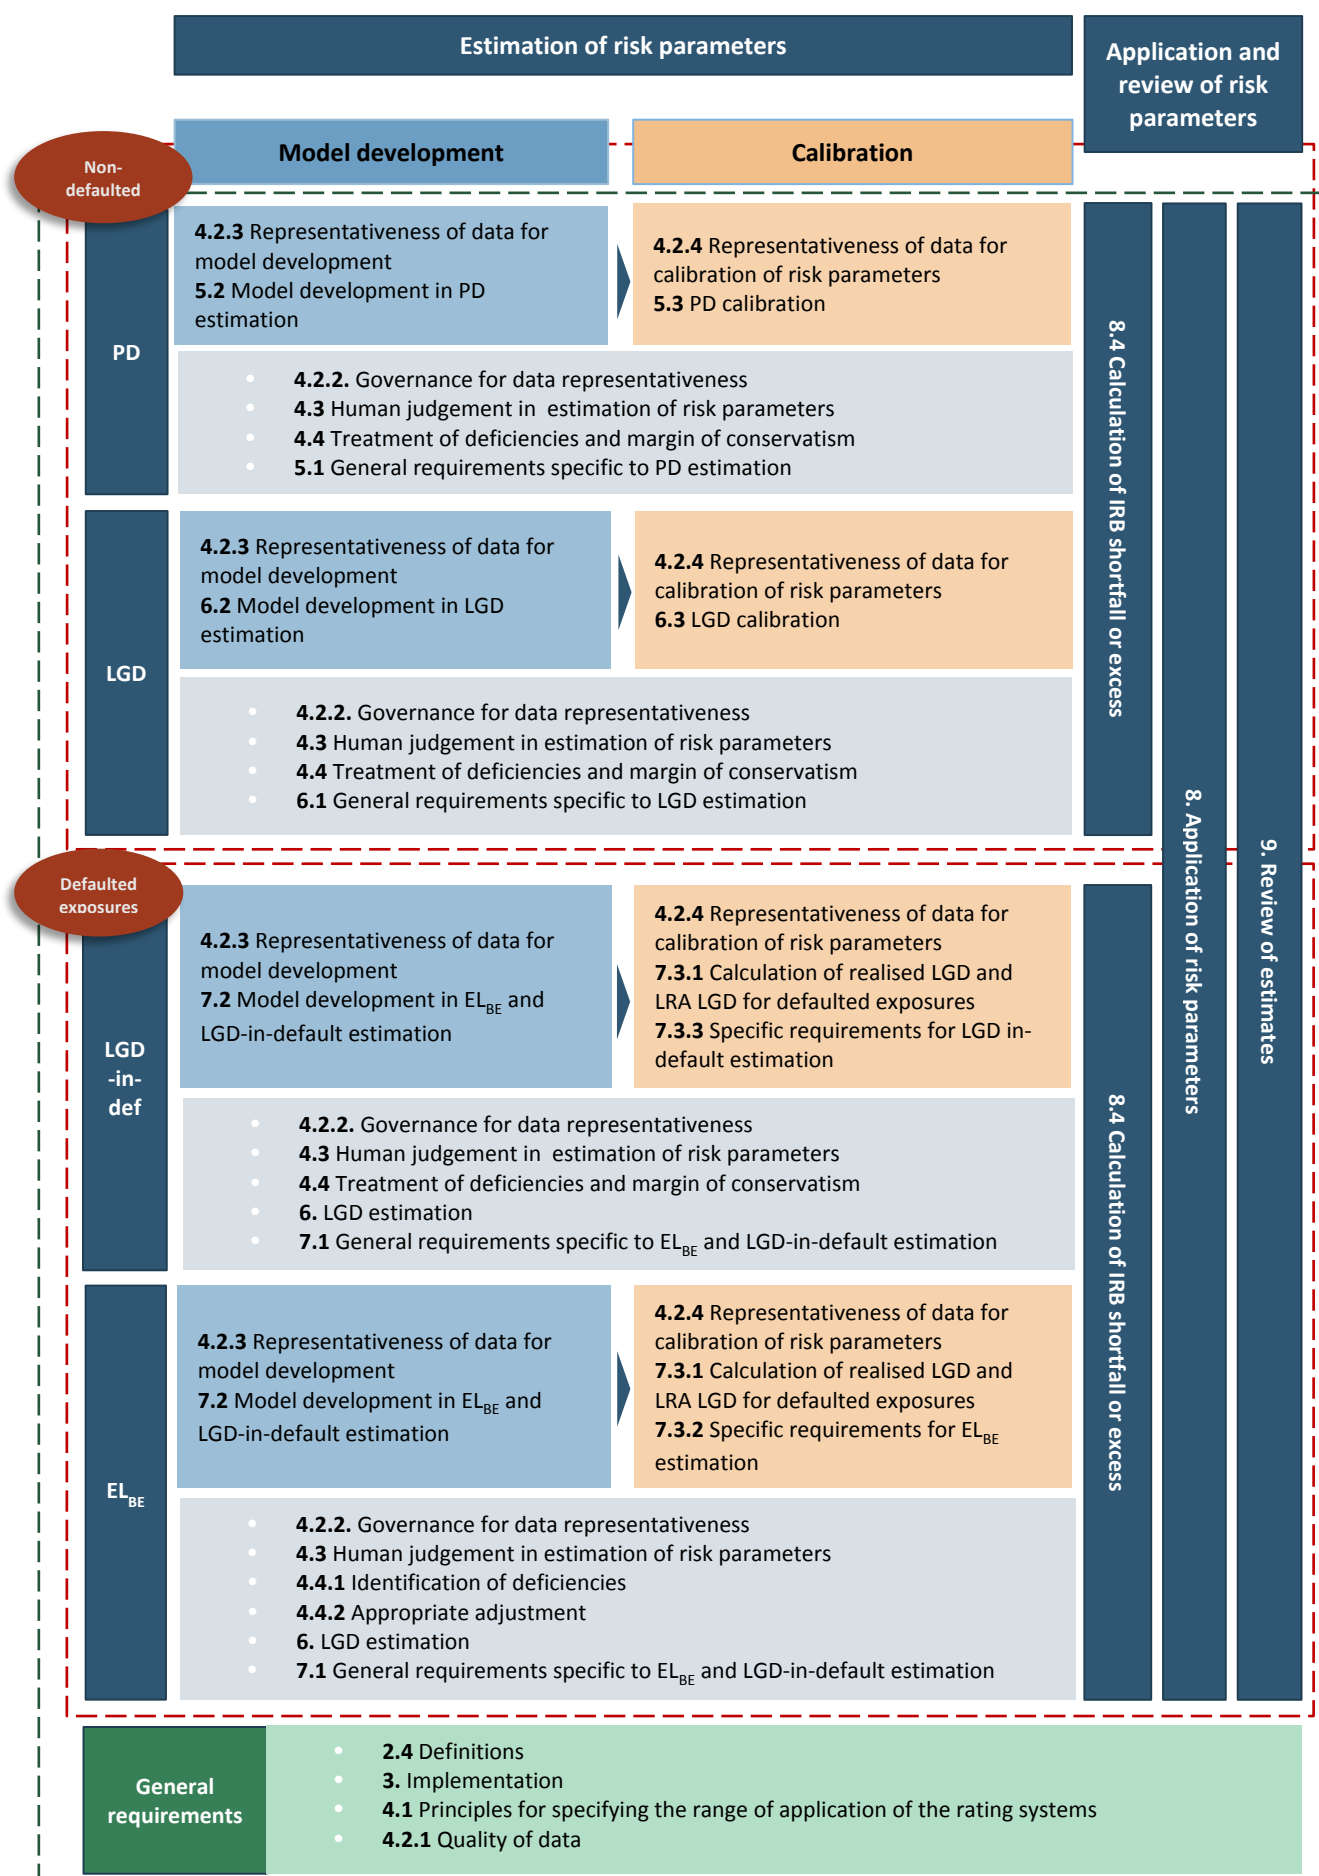 Estimation of risk parameters
Application and
review of risk
parameters
Model development
Calibration
Non-
defaulted
PD
4.2.3 Representativeness of data for
model development
5.2 Model development in PD
estimation
4.2.4 Representativeness of data for
calibration of risk parameters
5.3 PD calibration
• 4.2.2. Governance for data representativeness
• 4.3 Human judgement in  estimation of risk parameters
• 4.4 Treatment of deficiencies and margin of conservatism
• 5.1 General requirements specific to PD estimation
LGD
4.2.3 Representativeness of data for
model development
6.2 Model development in LGD
estimation
4.2.4 Representativeness of data for
calibration of risk parameters
6.3 LGD calibration
• 4.2.2. Governance for data representativeness
• 4.3 Human judgement in estimation of risk parameters
• 4.4 Treatment of deficiencies and margin of conservatism
• 6.1 General requirements specific to LGD estimation
8.4 Calculation of IRB shortfall or excess
8. Application of risk parameters
9. Review of estimates
Defaulted
exposures
LGD
-in-
def
4.2.3 Representativeness of data for
model development
7.2 Model development in ELBE and
LGD-in-default estimation
4.2.4 Representativeness of data for
calibration of risk parameters
7.3.1 Calculation of realised LGD and
LRA LGD for defaulted exposures
7.3.3 Specific requirements for LGD in-
default estimation
• 4.2.2. Governance for data representativeness
• 4.3 Human judgement in  estimation of risk parameters
• 4.4 Treatment of deficiencies and margin of conservatism
• 6. LGD estimation
• 7.1 General requirements specific to ELBE and LGD-in-default estimation
ELBE
4.2.3 Representativeness of data for
model development
7.2 Model development in ELBE and
LGD-in-default estimation
4.2.4 Representativeness of data for
calibration of risk parameters
7.3.1 Calculation of realised LGD and
LRA LGD for defaulted exposures
7.3.2 Specific requirements for ELBE
estimation
• 4.2.2. Governance for data representativeness
• 4.3 Human judgement in estimation of risk parameters
• 4.4.1 Identification of deficiencies
• 4.4.2 Appropriate adjustment
• 6. LGD estimation
• 7.1 General requirements specific to ELBE and LGD-in-default estimation
8.4 Calculation of IRB shortfall or excess
General
requirements
• 2.4 Definitions
• 3. Implementation
• 4.1 Principles for specifying the range of application of the rating systems
• 4.2.1 Quality of data